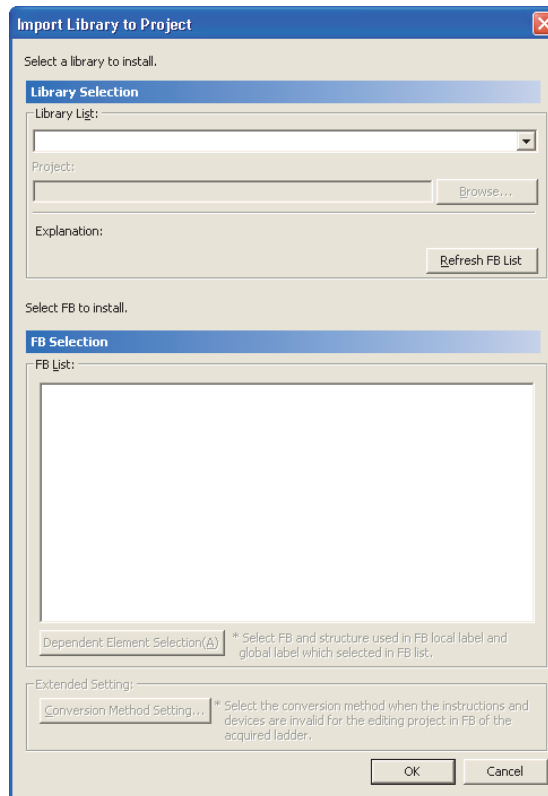 Import Library to Project
Select a library to install.
Library Selection
Library List:
Project:
Browse...
Explanation:
Refresh FB List
Select FB to install.
FB Selection
FB List:
Dependent Element Selection(A)
* Select FB and structure used in FB local label and
global label which selected in FB list.
Extended Setting:
Conversion Method Setting...
* Select the conversion method when the instructions and
devices are invalid for the editing project in FB of the
acquired ladder.
OK
Cancel